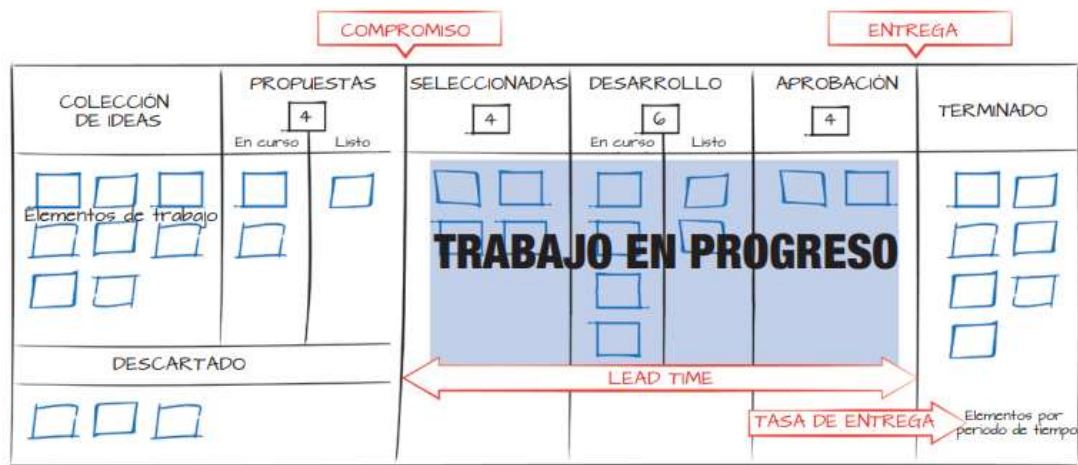 COMPROMISO
ENTREGA
COLECCIÓN
DE IDEAS
PROPUESTAS
4
En curso
Listo
SELECCIONADAS
4
DESARROLLO
6
En curso
Listo
APROBACIÓN
4
TERMINADO
Elementos de trabajo
TRABAJO EN PROGRESO
DESCARTADO
LEAD TIME
TASA DE ENTREGA
Elementos por
periodo de tiempo